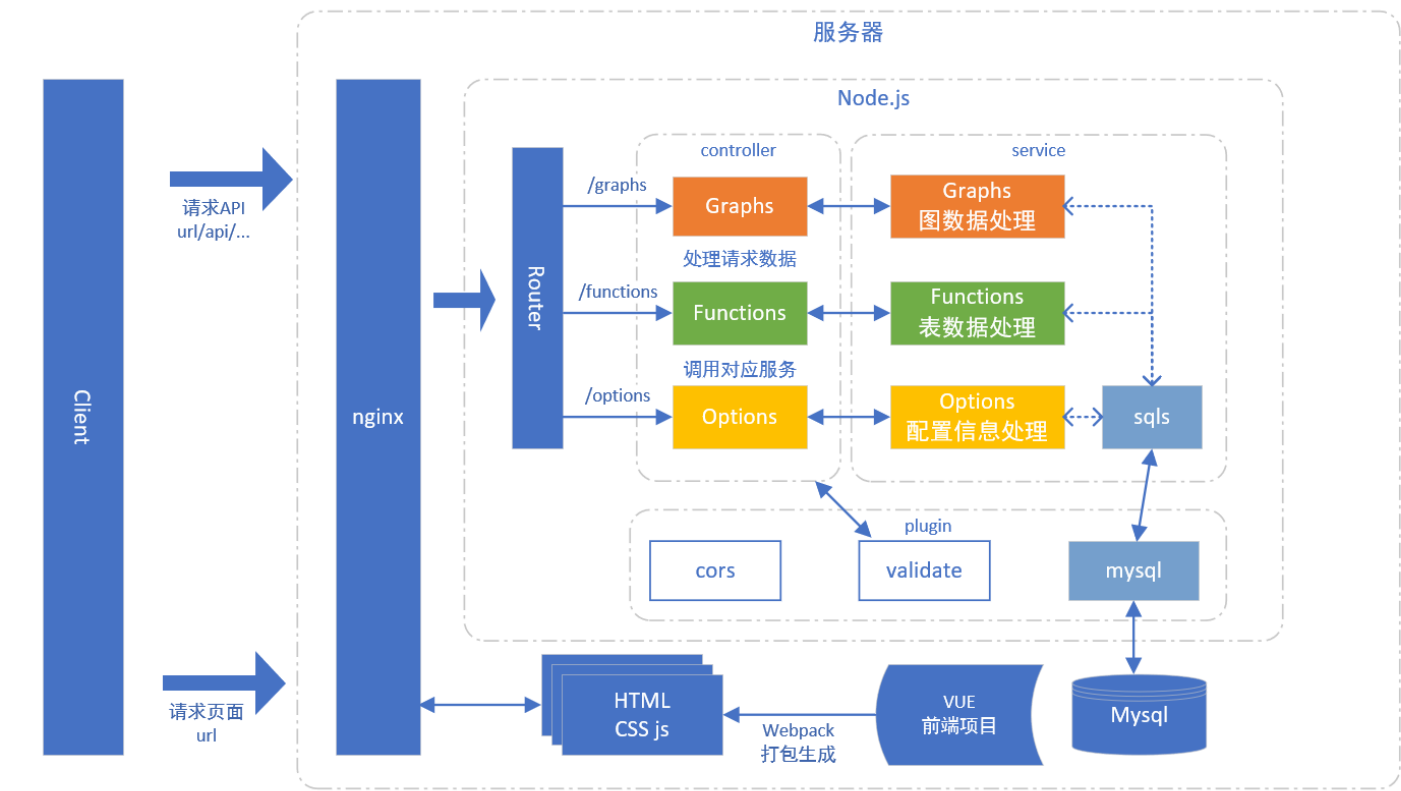 服务器
Node.js
controller
service
Client
请求API
url/api/...
nginx
Router
/graphs
Graphs
Graphs
图数据处理
处理请求数据
/functions
Functions
Functions
表数据处理
调用对应服务
/options
Options
Options
配置信息处理
sqls
plugin
cors
validate
mysql
请求页面
url
HTML
CSS js
Webpack
打包生成
VUE
前端项目
Mysql